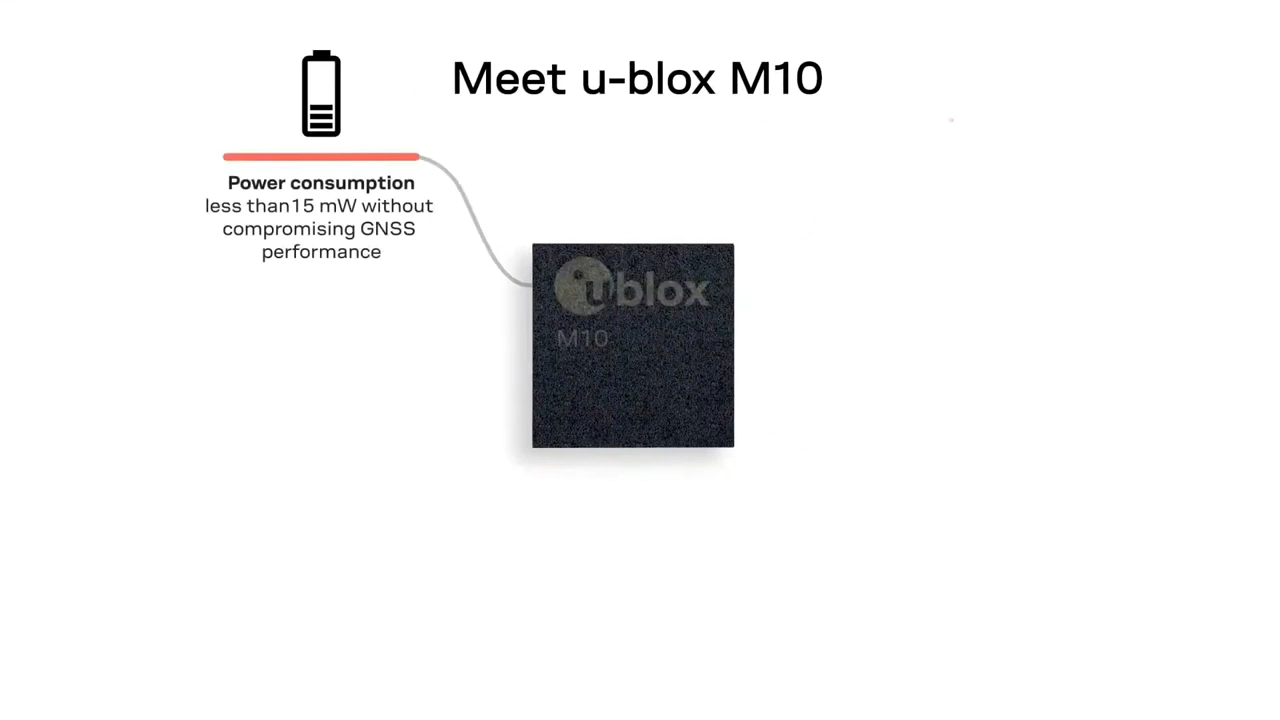 Meet u-blox M10
Power consumption
less than15 mW without
compromising GNSS
performance
ublox
M10